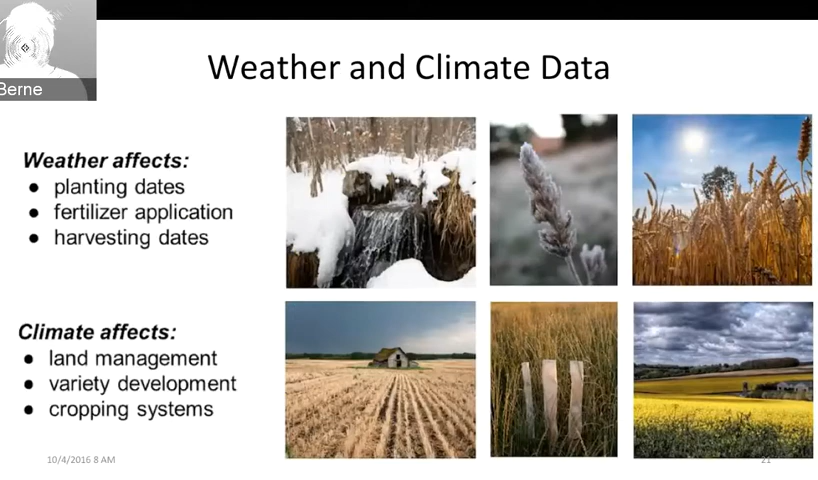 Berne
Weather and Climate Data
Weather affects:
● planting dates
● fertilizer application
● harvesting dates
Climate affects:
● land management
● variety development
● cropping systems
10/4/2016 8 AM
21